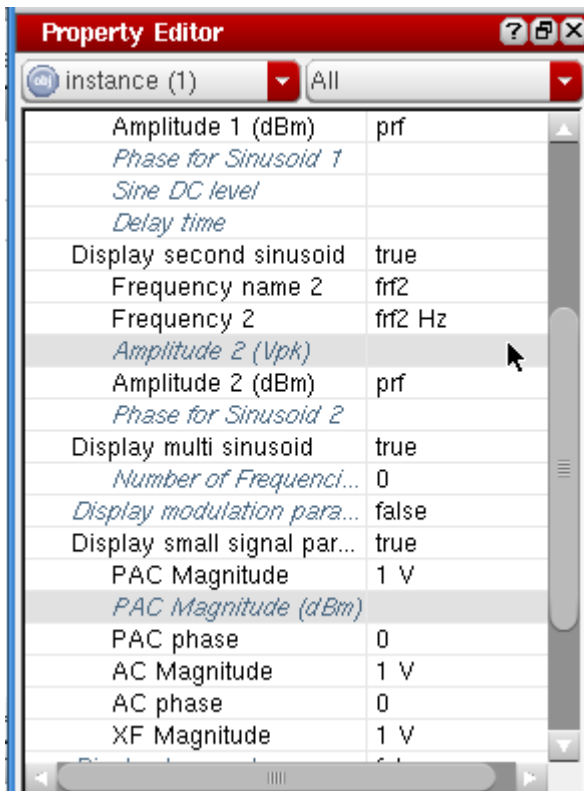 Property Editor
instance (1) All
Amplitude 1 (dBm) prf
Phase for Sinusoid 1
Sine DC level
Delay time
Display second sinusoid true
Frequency name 2 frf2
Frequency 2 frf2 Hz
Amplitude 2 (Vpk)
Amplitude 2 (dBm) prf
Phase for Sinusoid 2
Display multi sinusoid true
Number of Frequenci... 0
Display modulation para... false
Display small signal par... true
PAC Magnitude 1 V
PAC Magnitude (dBm)
PAC phase 0
AC Magnitude 1 V
AC phase 0
XF Magnitude 1 V